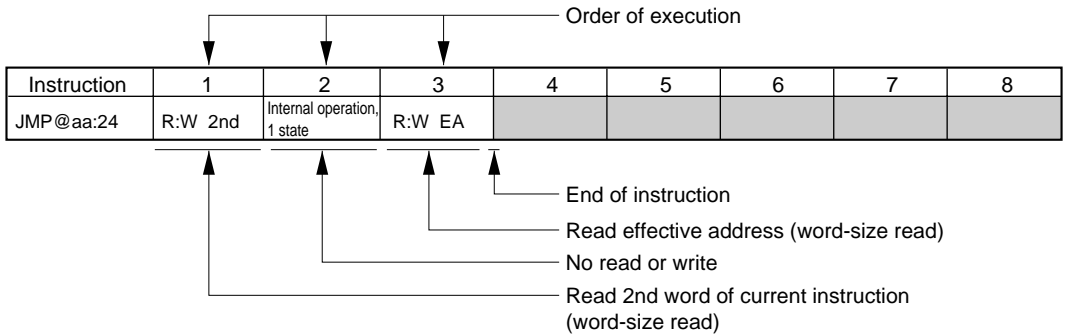 Order of execution
Instruction 1 2 3 4 5 6 7 8
JMP@aa:24 R:W 2nd Internal operation, 1 state R:W EA
End of instruction
Read effective address (word-size read)
No read or write
Read 2nd word of current instruction
(word-size read)